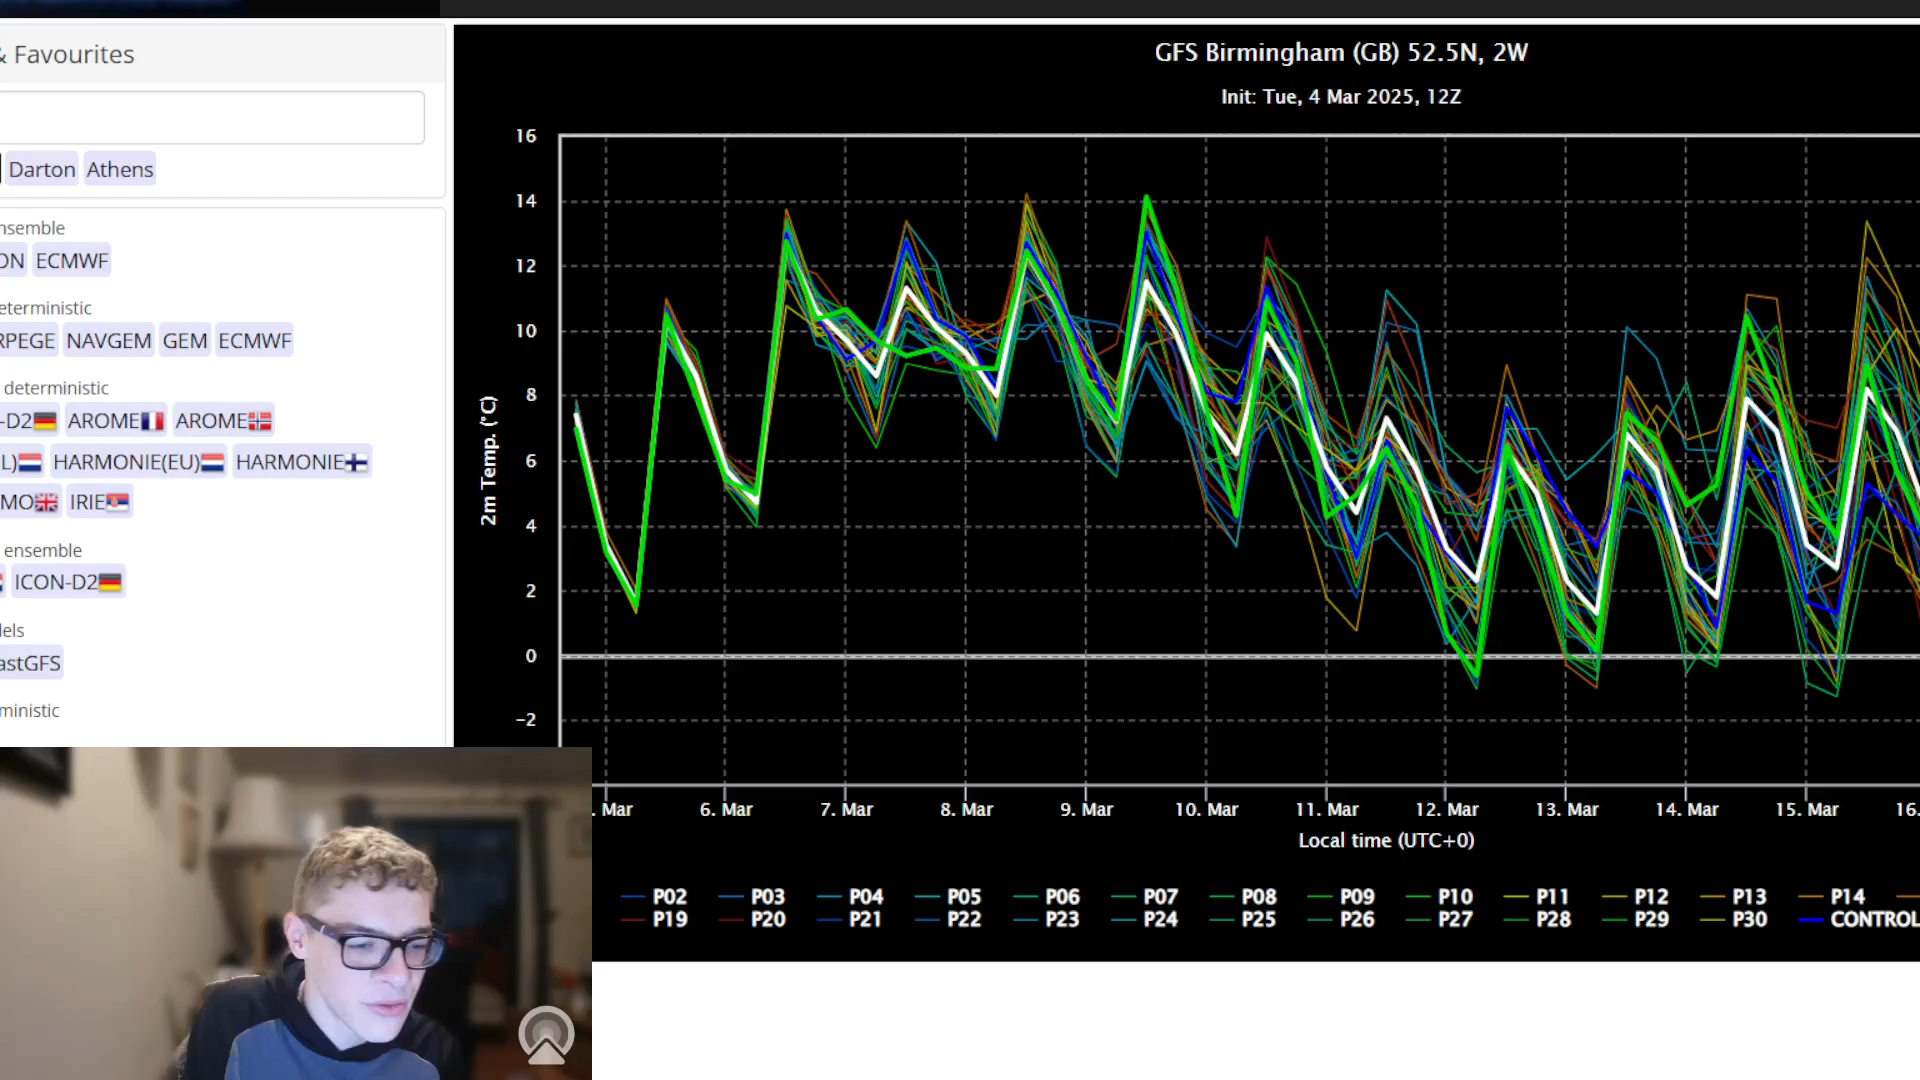 & Favourites
Darton Athens
nsemble
ON ECMWF
eterministic
RPEGE NAVGEM GEM ECMWF
deterministic
-D2 AROME AROME
L) HARMONIE(EU) HARMONIE
MO IRIE
ensemble
ICON-D2
dels
astGFS
ministic
GFS Birmingham (GB) 52.5N, 2W
Init: Tue, 4 Mar 2025, 12Z
16
14
12
10
8
6
4
2
0
-2
2m Temp. (°C)
. Mar 6. Mar 7. Mar 8. Mar 9. Mar 10. Mar 11. Mar 12. Mar 13. Mar 14. Mar 15. Mar 16.
Local time (UTC+0)
P02 P03 P04 P05 P06 P07 P08 P09 P10 P11 P12 P13 P14
P19 P20 P21 P22 P23 P24 P25 P26 P27 P28 P29 P30 CONTROL